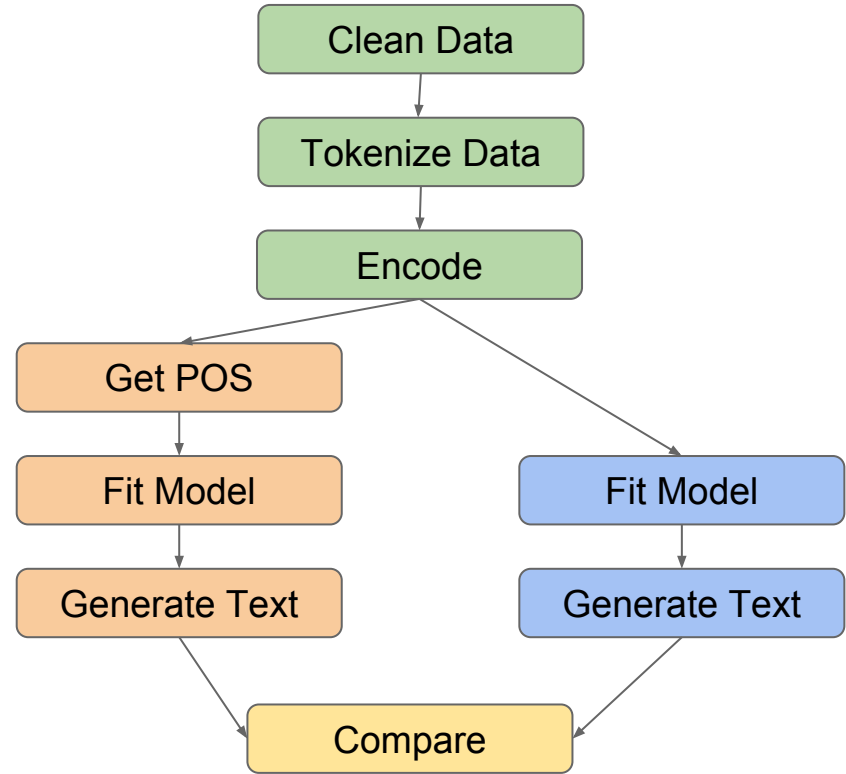 Clean Data
Tokenize Data
Encode
Get POS
Fit Model
Fit Model
Generate Text
Generate Text
Compare